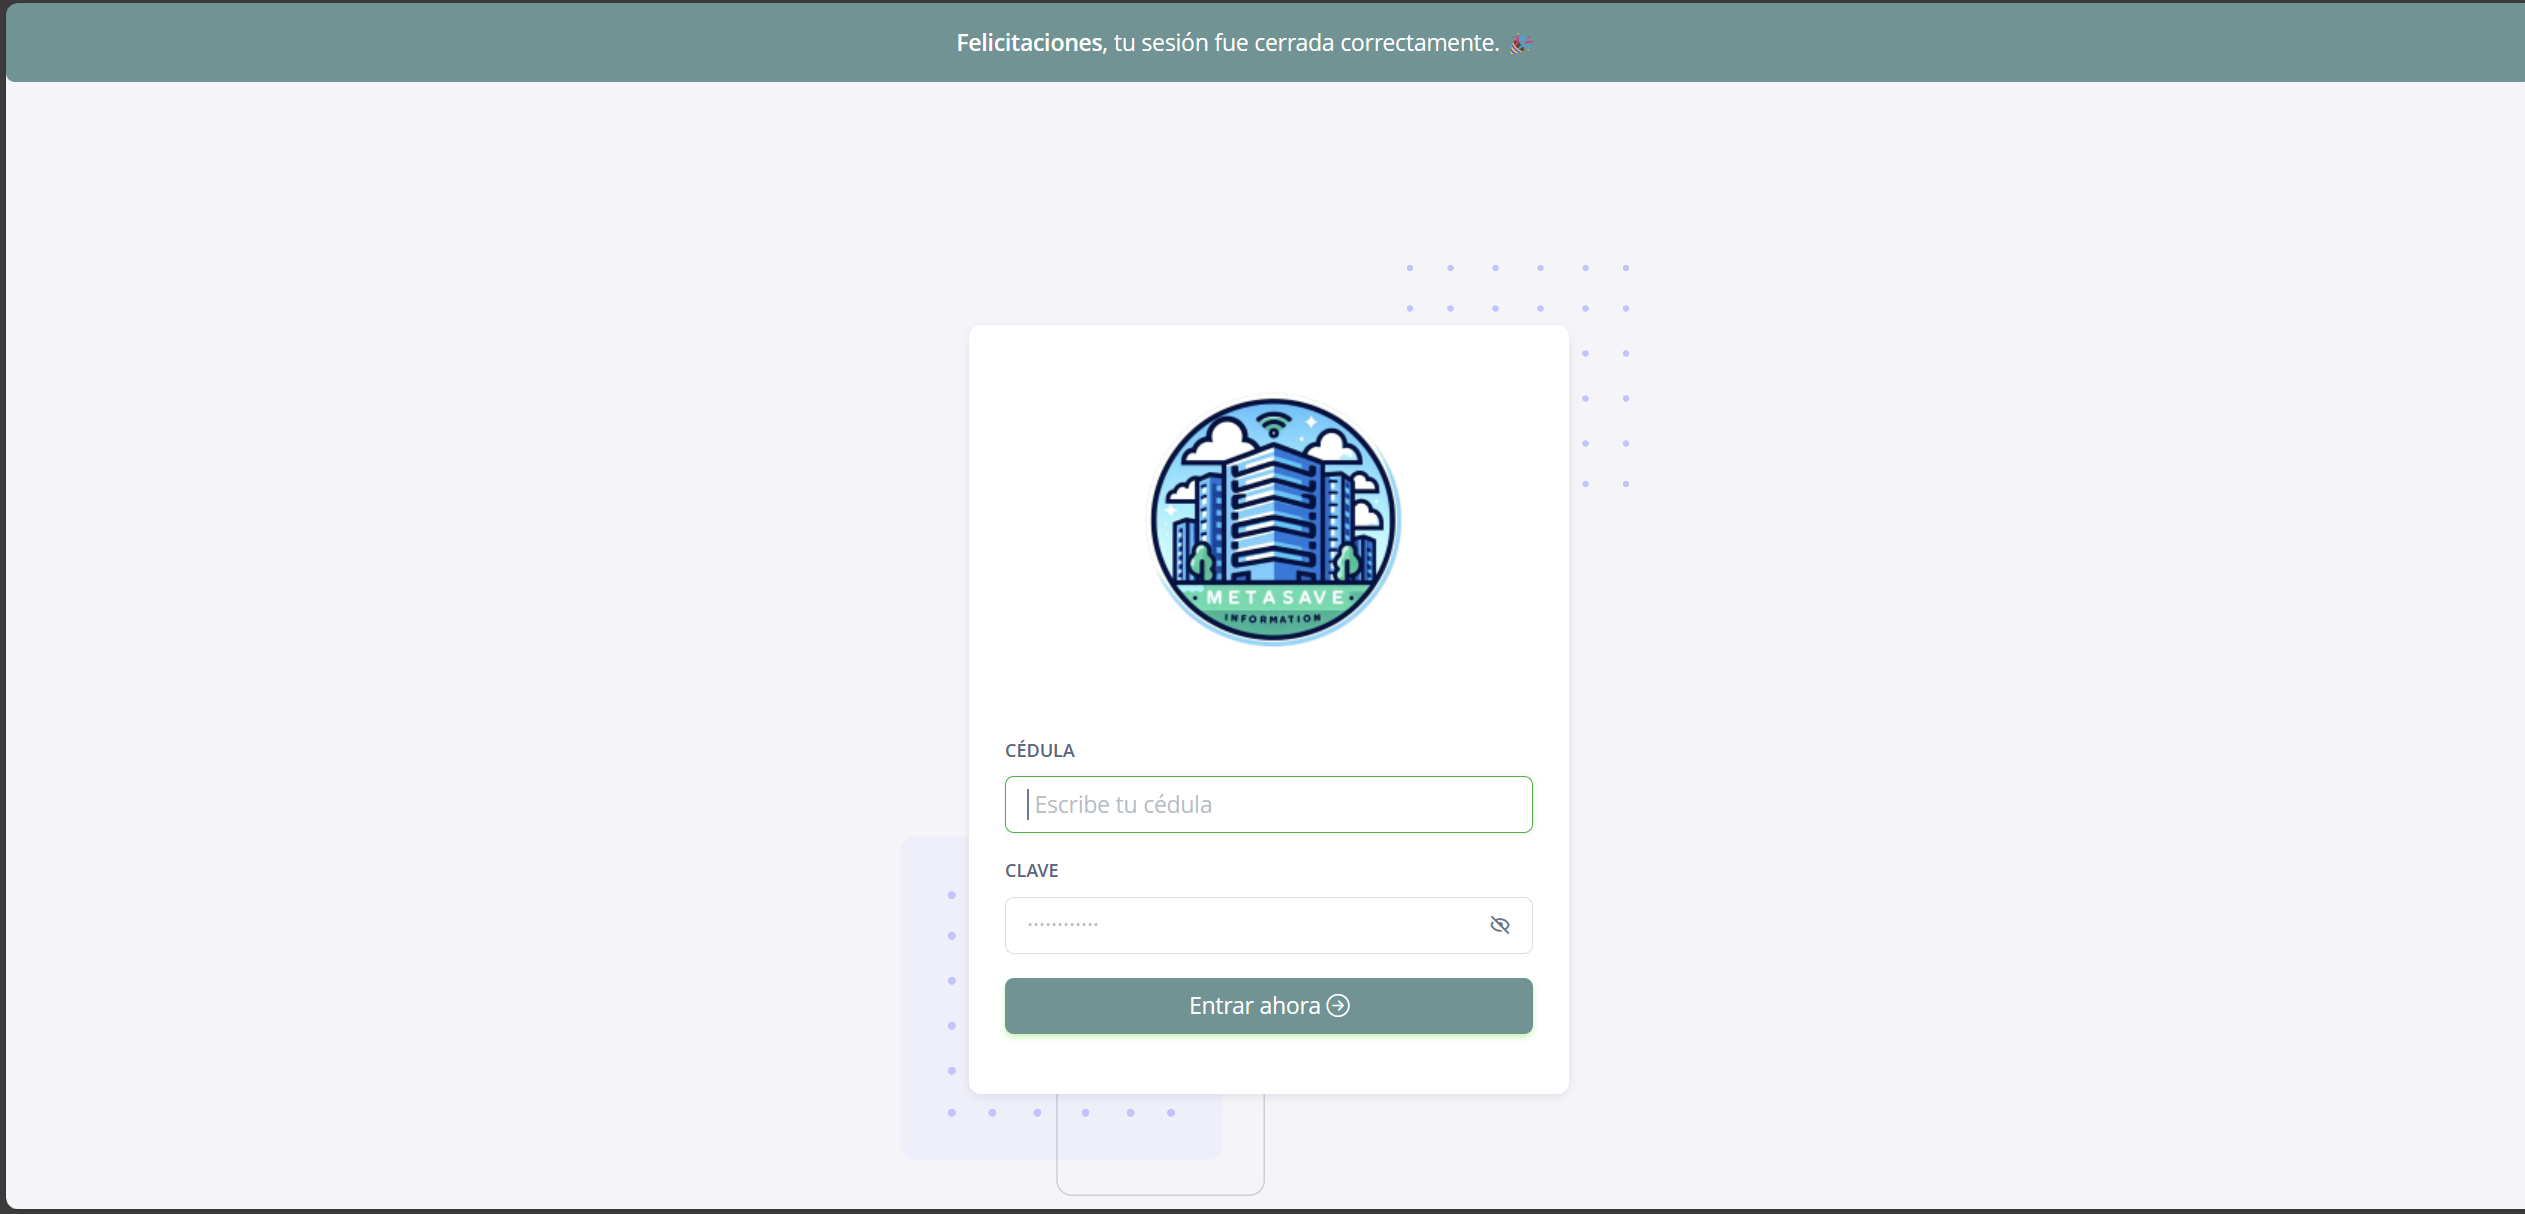 Felicitaciones, tu sesión fue cerrada correctamente. 🎉
METASAVE
INFORMATION
CÉDULA
Escribe tu cédula
CLAVE
············
Entrar ahora